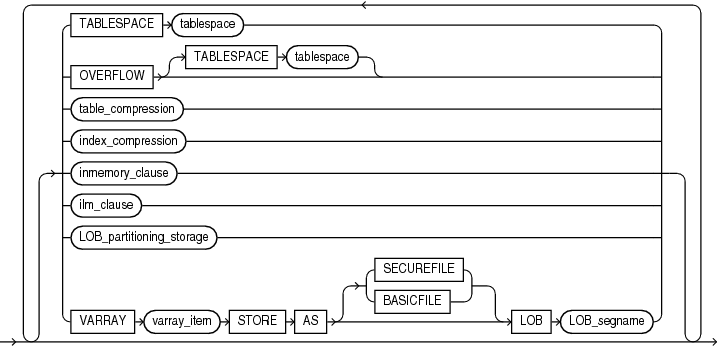 TABLESPACE tablespace
TABLESPACE tablespace
OVERFLOW
table_compression
index_compression
inmemory_clause
ilm_clause
LOB_partitioning_storage
SECUREFILE
BASICFILE
VARRAY varray_item STORE AS LOB LOB_segname